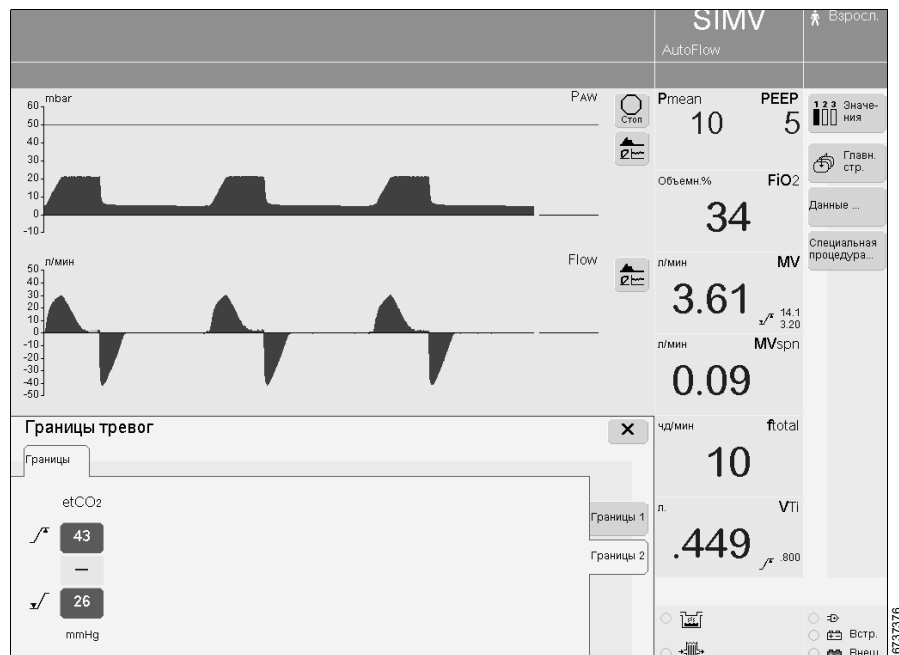 SIMV
AutoFlow
Взросл.
mbar
Paw
60
50
40
30
20
10
0
-10
Стоп
л/мин
Flow
50
40
30
20
10
0
-10
-20
-30
-40
-50
Pmean
PEEP
10
5
Объемн.%
FiO2
34
л/мин
MV
3.61
14.1
3.20
л/мин
MVspn
0.09
чд/мин
ftotal
10
л.
VTi
.449
.800
1 2 3 Значе-
ния
Главн.
стр.
Данные ...
Специальная
процедура...
Границы тревог
X
Границы
etCO2
43
–
26
mmHg
Границы 1
Границы 2
Встр.
Внеш.
6737376